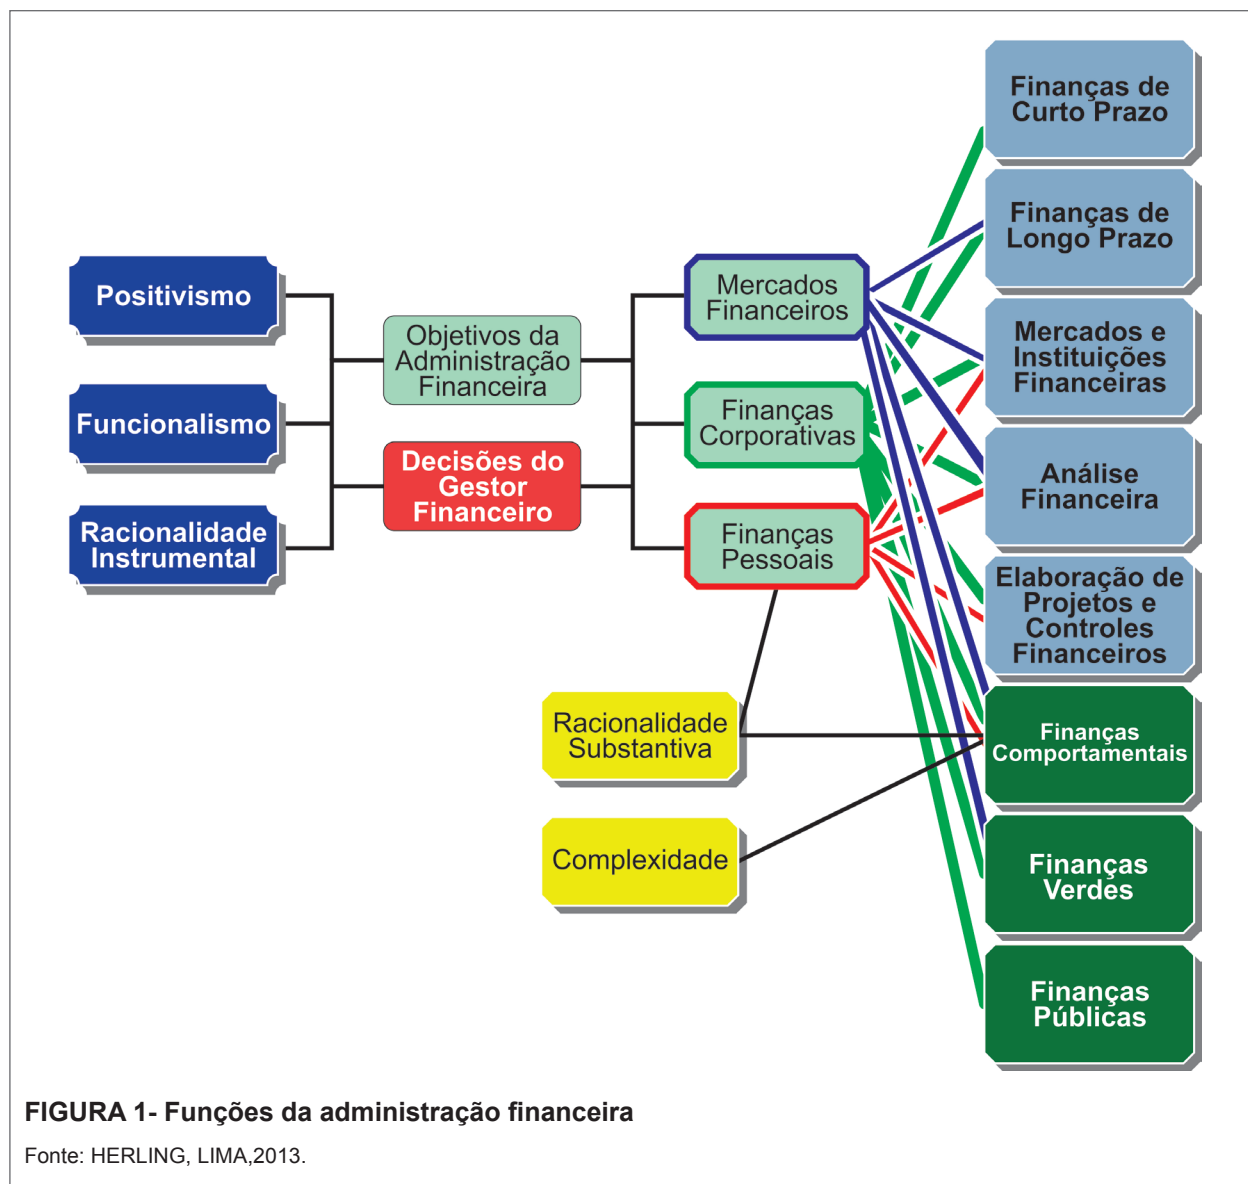 Positivismo
Funcionalismo
Racionalidade
Instrumental
Objetivos da
Administração
Financeira
Decisões do
Gestor
Financeiro
Mercados
Financeiros
Finanças
Corporativas
Finanças
Pessoais
Racionalidade
Substantiva
Complexidade
Finanças de
Curto Prazo
Finanças de
Longo Prazo
Mercados e
Instituições
Financeiras
Análise
Financeira
Elaboração de
Projetos e
Controles
Financeiros
Finanças
Comportamentais
Finanças
Verdes
Finanças
Públicas
FIGURA 1- Funções da administração financeira
Fonte: HERLING, LIMA,2013.